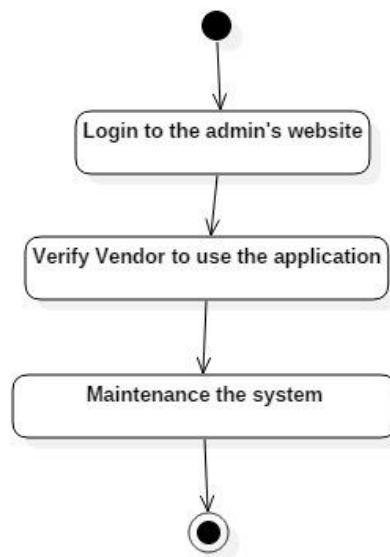 Login to the admin's website
Verify Vendor to use the application
Maintenance the system